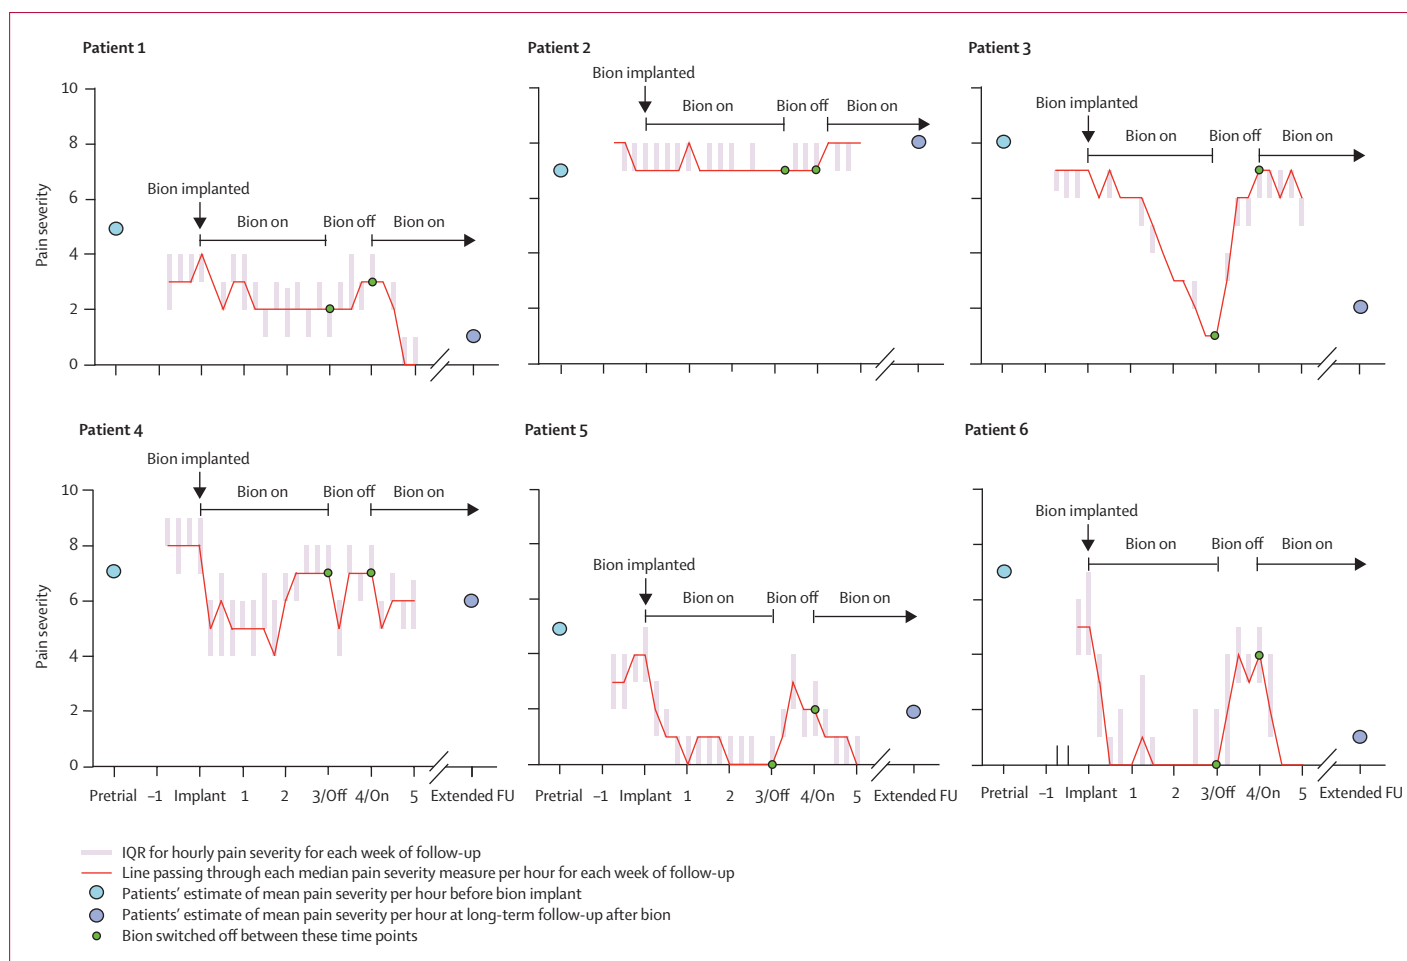 Patient 1
Patient 2
Patient 3
Bion implanted
Bion on
Bion off
Bion on
Bion implanted
Bion on
Bion off
Bion on
Bion implanted
Bion on
Bion off
Bion on
Pain severity
10
8
6
4
2
0
Patient 4
Patient 5
Patient 6
Bion implanted
Bion on
Bion off
Bion on
Bion implanted
Bion on
Bion off
Bion on
Bion implanted
Bion on
Bion off
Bion on
Pain severity
10
8
6
4
2
0
Pretrial –1 Implant 1 2 3/Off 4/On 5 Extended FU
Pretrial –1 Implant 1 2 3/Off 4/On 5 Extended FU
Pretrial –1 Implant 1 2 3/Off 4/On 5 Extended FU
IQR for hourly pain severity for each week of follow-up
Line passing through each median pain severity measure per hour for each week of follow-up
Patients’ estimate of mean pain severity per hour before bion implant
Patients’ estimate of mean pain severity per hour at long-term follow-up after bion
Bion switched off between these time points